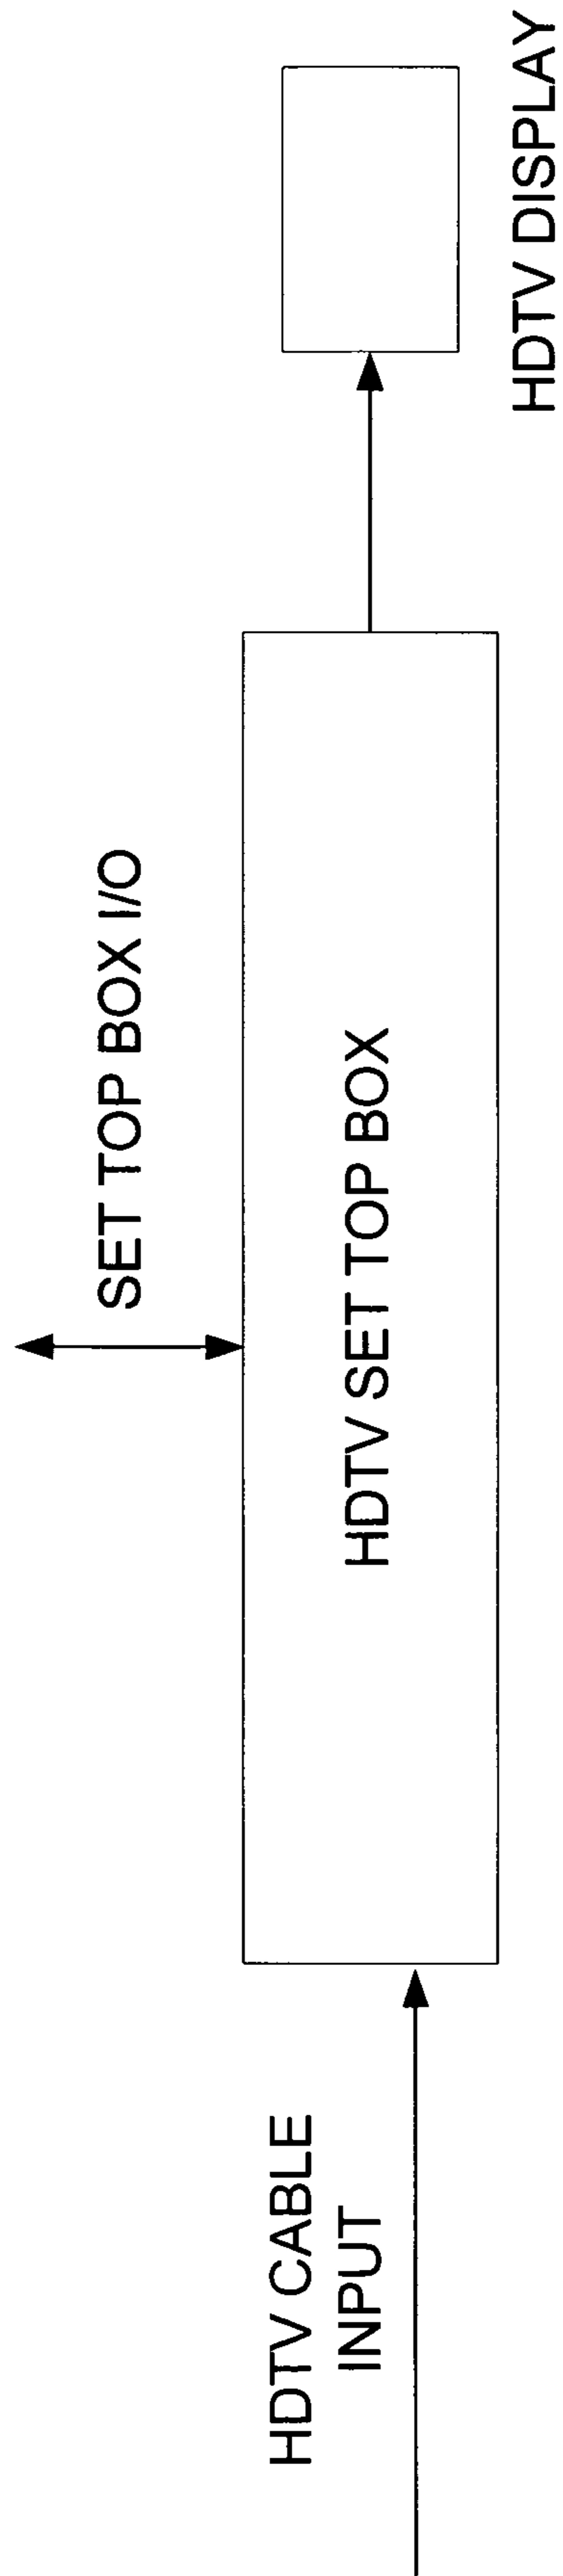 SET TOP BOX I/O
HDTV CABLE
INPUT
HDTV SET TOP BOX
HDTV DISPLAY